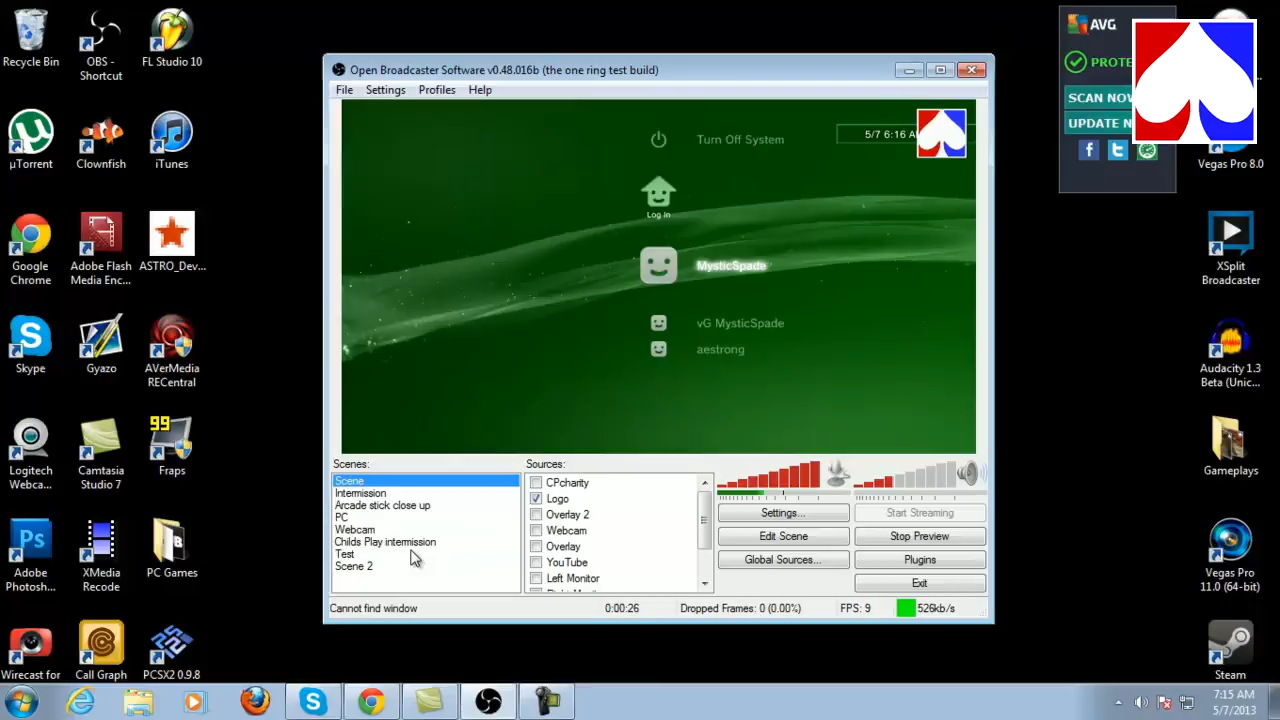 Recycle Bin
OBS -
Shortcut
FL Studio 10
µTorrent
Clownfish
iTunes
Google
Chrome
Adobe Flash
Media Enc...
ASTRO_Dev...
Skype
Gyazo
AVerMedia
RECentral
Logitech
Webca...
Camtasia
Studio 7
99
Fraps
Ps
Adobe
Photosh...
XMedia
Recode
PC Games
Wirecast for
Call Graph
PCSX2 0.9.8
Open Broadcaster Software v0.48.016b (the one ring test build)
File Settings Profiles Help
Turn Off System
5/7 6:16
Log In
MysticSpade
vG MysticSpade
aestrong
Scenes:
Scene
Intermission
Arcade stick close up
PC
Webcam
Childs Play intermission
Test
Scene 2
Sources:
CPcharity
Logo
Overlay 2
Webcam
Overlay
YouTube
Left Monitor
Settings...
Edit Scene
Global Sources...
Start Streaming
Stop Preview
Plugins
Exit
Cannot find window
0:00:26
Dropped Frames: 0 (0.00%)
FPS: 9
526kb/s
AVG
PROTE
SCAN NOW
UPDATE N
Vegas Pro 8.0
XSplit
Broadcaster
Audacity 1.3
Beta (Unic...
Gameplays
Vegas Pro
11.0 (64-bit)
Steam
7:15 AM
5/7/2013